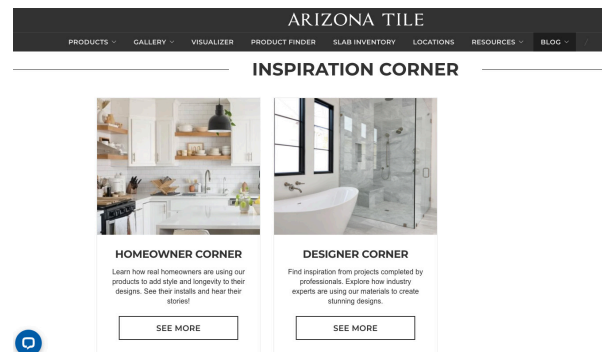 ARIZONA TILE
PRODUCTS GALLERY VISUALIZER PRODUCT FINDER SLAB INVENTORY LOCATIONS RESOURCES BLOG
INSPIRATION CORNER
HOMEOWNER CORNER
Learn how real homeowners are using our
products to add style and longevity to their
designs. See their installs and hear their
stories!
SEE MORE
DESIGNER CORNER
Find inspiration from projects completed by
professionals. Explore how industry
experts are using our materials to create
stunning designs.
SEE MORE